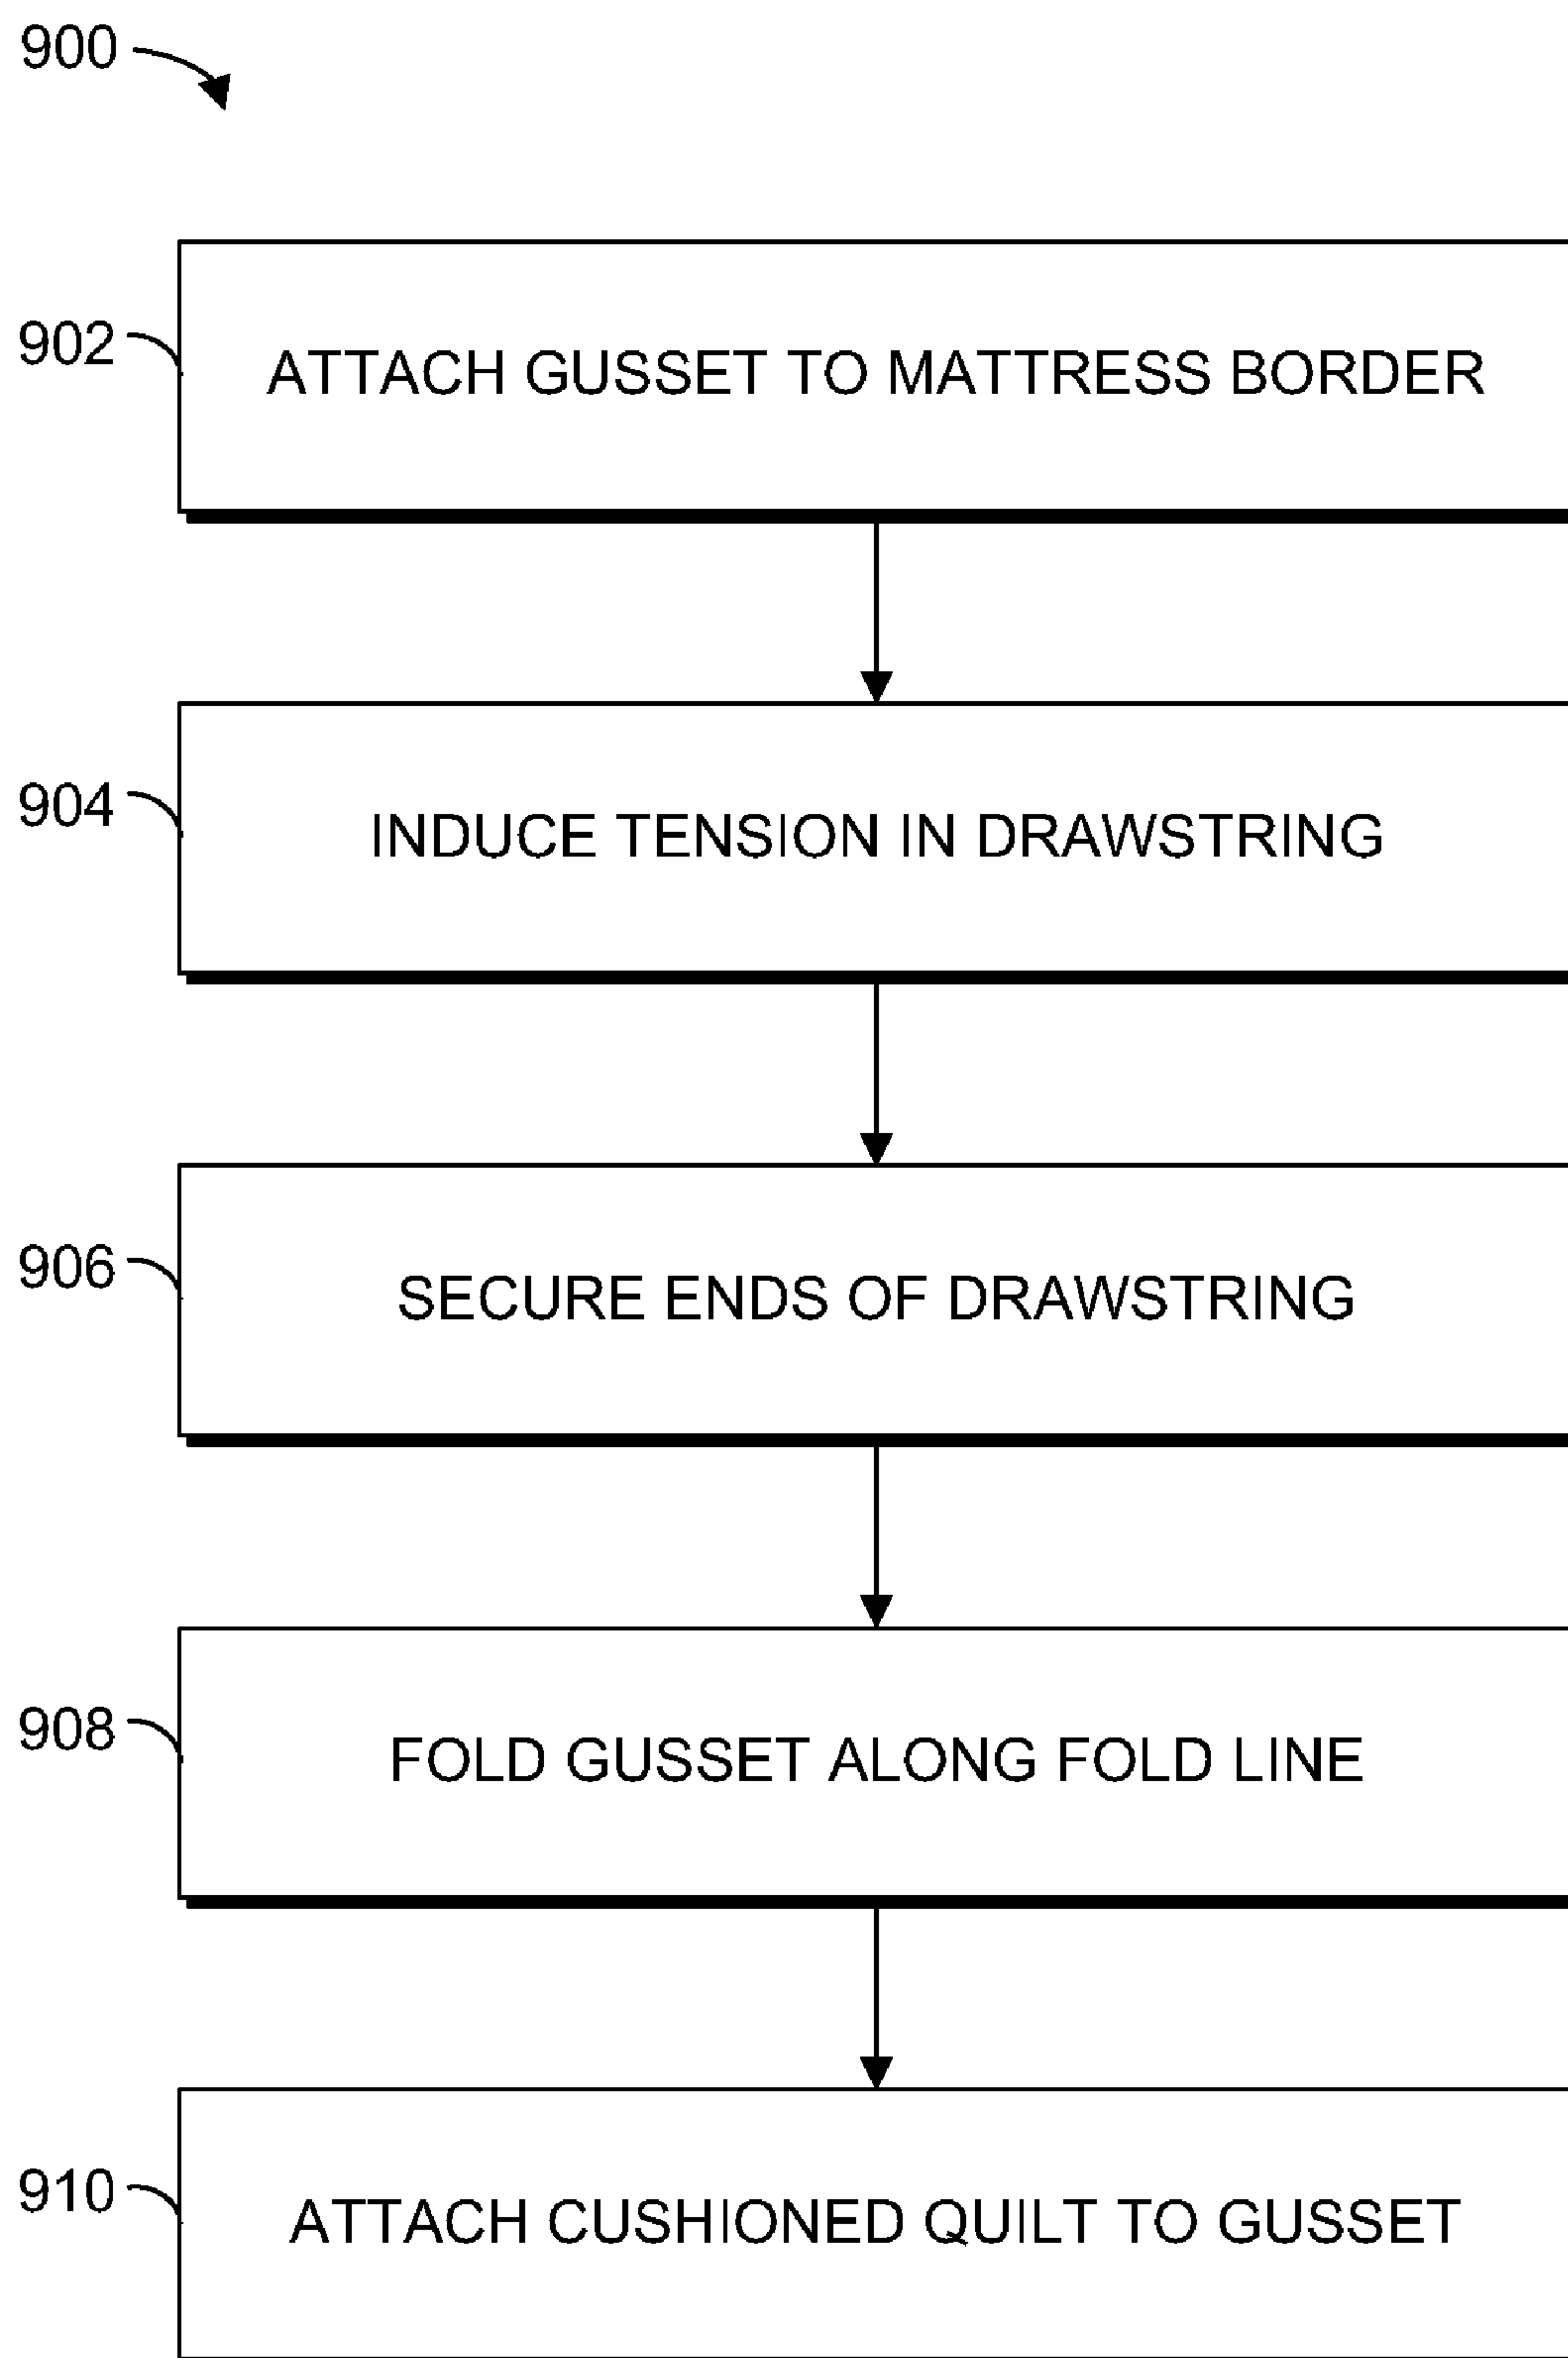 900
902
ATTACH GUSSET TO MATTRESS BORDER
904
INDUCE TENSION IN DRAWSTRING
906
SECURE ENDS OF DRAWSTRING
908
FOLD GUSSET ALONG FOLD LINE
910
ATTACH CUSHIONED QUILT TO GUSSET